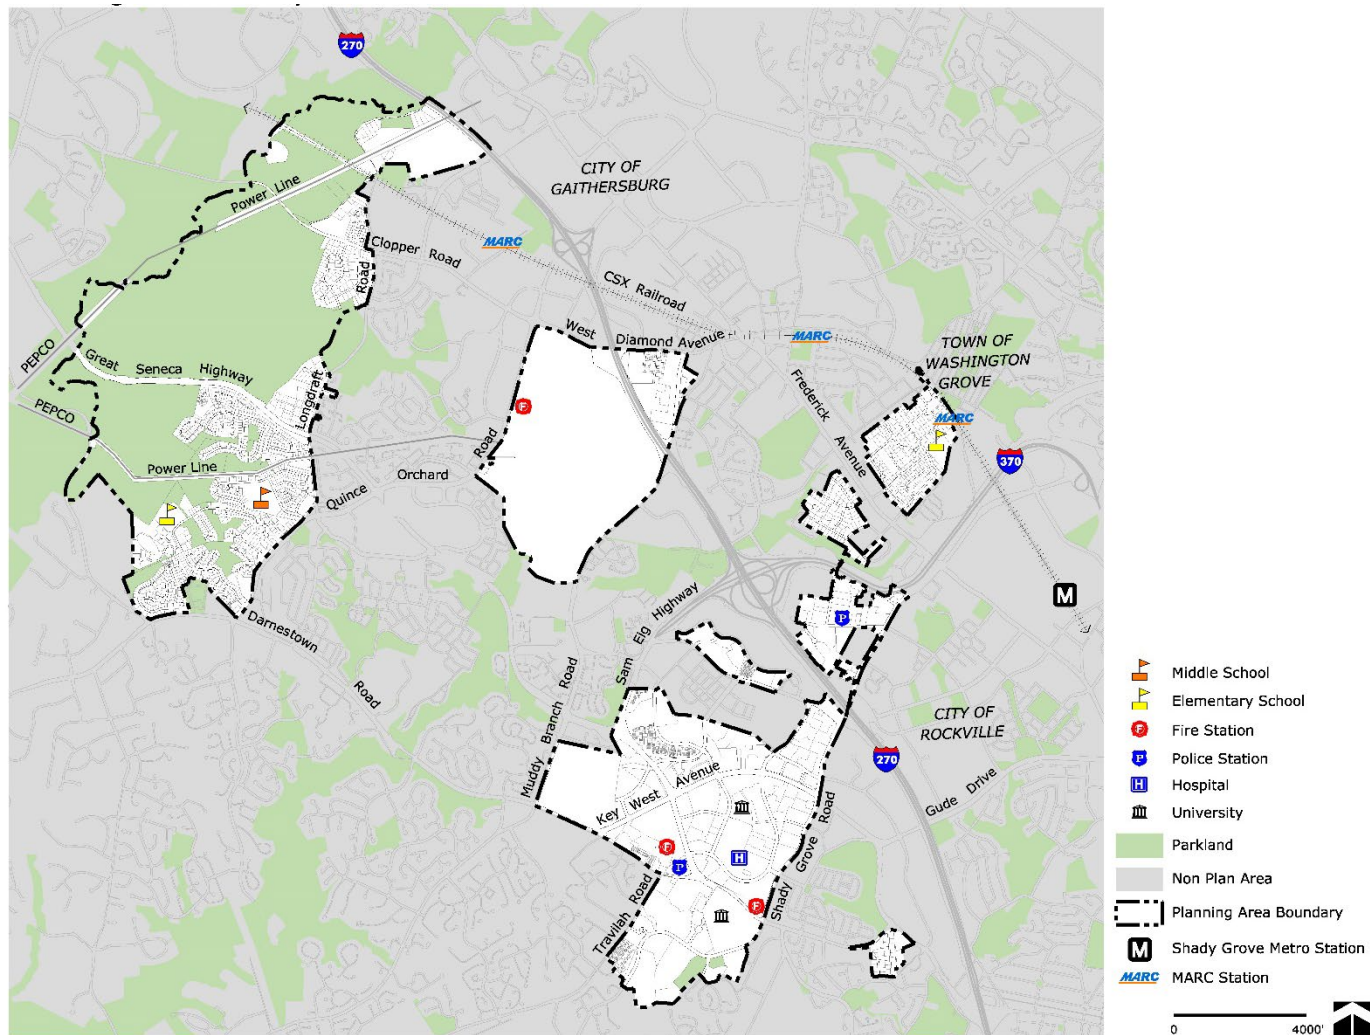 270
CITY OF
GAITHERSBURG
Power Line
Clopper Road
Road
MARC
CSX Railroad
West Diamond Avenue
MARC
TOWN OF
WASHINGTON
GROVE
PEPCO
Great Seneca Highway
Longdraft
Frederick Avenue
MARC
PEPCO
F
Road
370
Power Line
Quince Orchard
M
Sam Eig Highway
P
Darnestown Road
Muddy Branch Road
CITY OF
ROCKVILLE
270
Key West Avenue
Gude Drive
F
P
H
Shady Grove Road
Travilah Road
F
Middle School
Elementary School
F Fire Station
P Police Station
H Hospital
University
Parkland
Non Plan Area
Planning Area Boundary
M Shady Grove Metro Station
MARC MARC Station
0 4000'